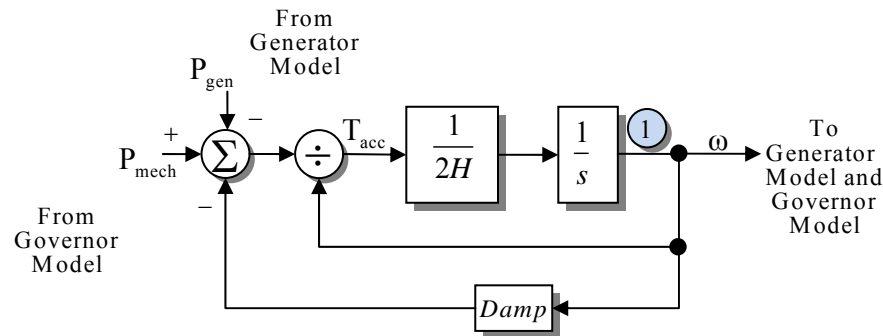 From
Generator
Model
P_gen
−
+
P_mech
Σ
−
÷
T_acc
1
2H
1
s
1
ω
To
Generator
Model and
Governor
Model
From
Governor
Model
Damp